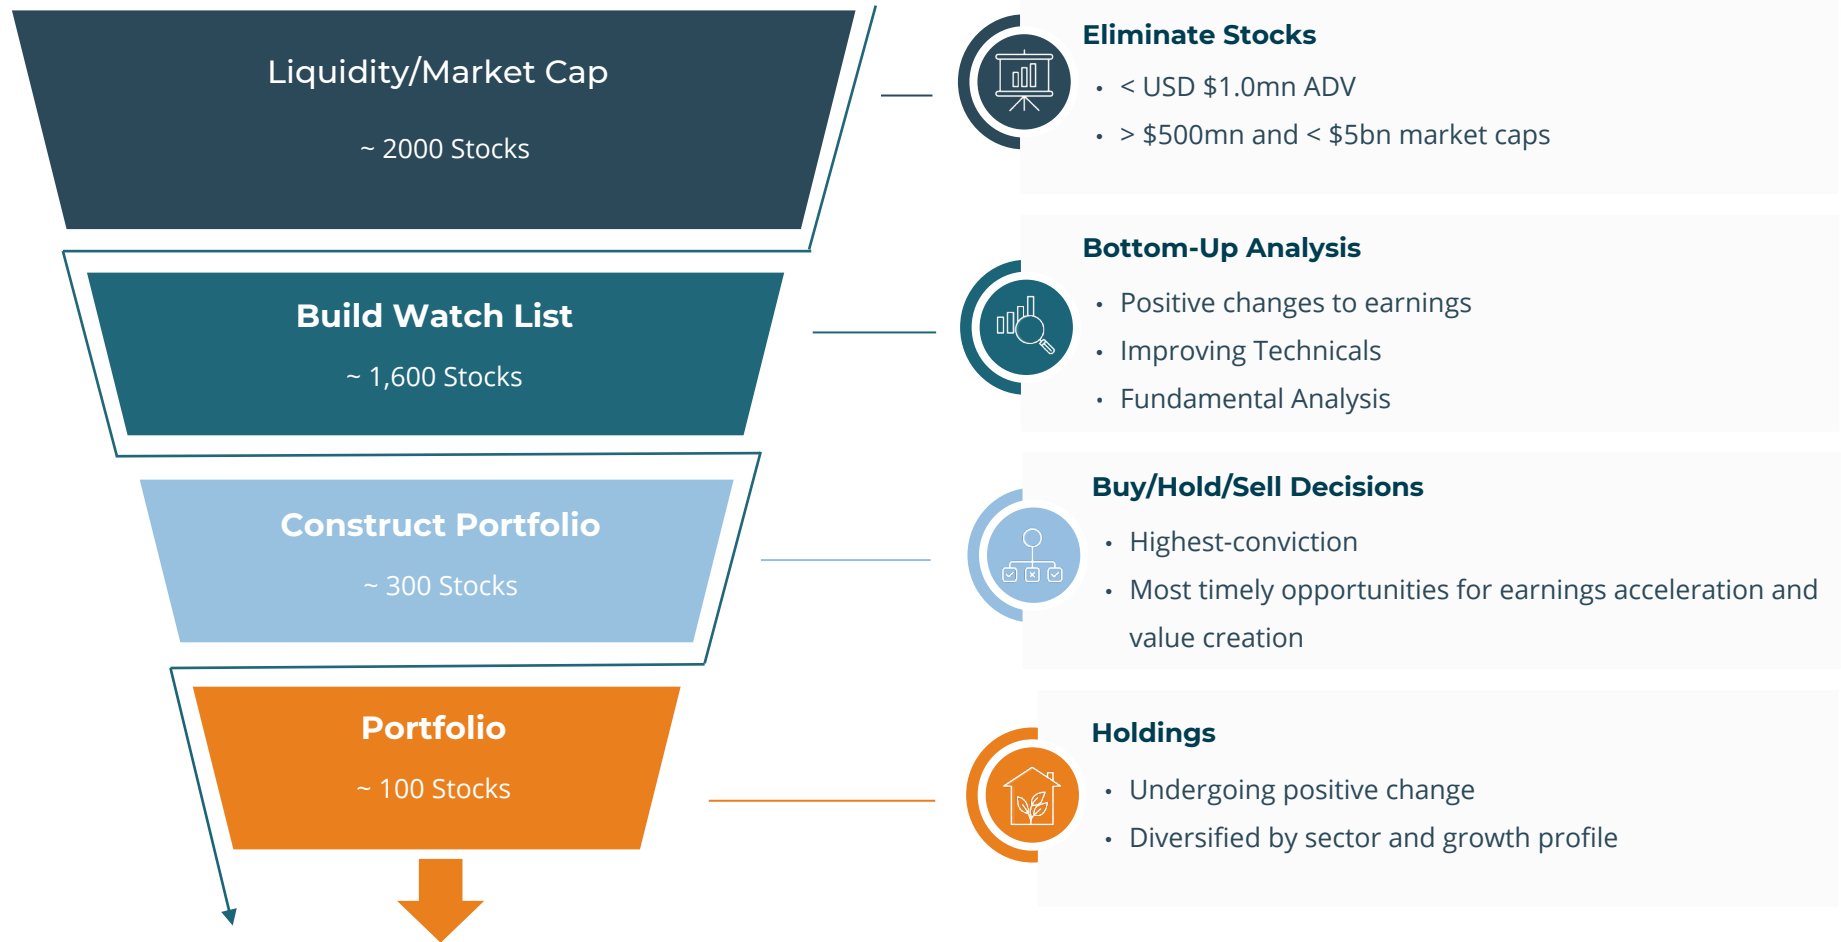 Liquidity/Market Cap
~ 2000 Stocks
Eliminate Stocks
• < USD $1.0mn ADV
• > $500mn and < $5bn market caps
Build Watch List
~ 1,600 Stocks
Bottom-Up Analysis
• Positive changes to earnings
• Improving Technicals
• Fundamental Analysis
Construct Portfolio
~ 300 Stocks
Buy/Hold/Sell Decisions
• Highest-conviction
• Most timely opportunities for earnings acceleration and
value creation
Portfolio
~ 100 Stocks
Holdings
• Undergoing positive change
• Diversified by sector and growth profile